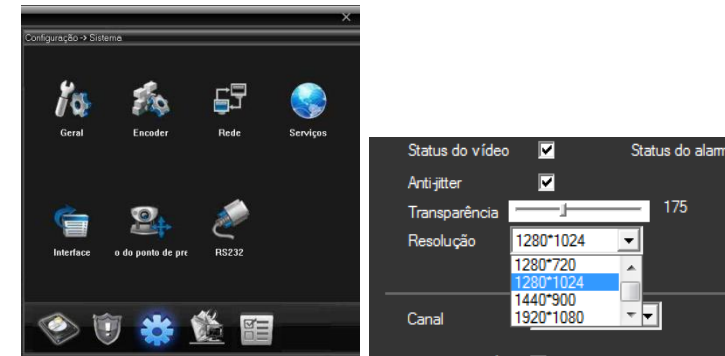 Configuração -> Sistema
Geral
Encoder
Rede
Serviços
Interface
o do ponto de pre
RS232
Status do vídeo
Status do alarm
Anti-jitter
Transparência
175
Resolução
1280*1024
1280*720
1280*1024
1440*900
1920*1080
Canal